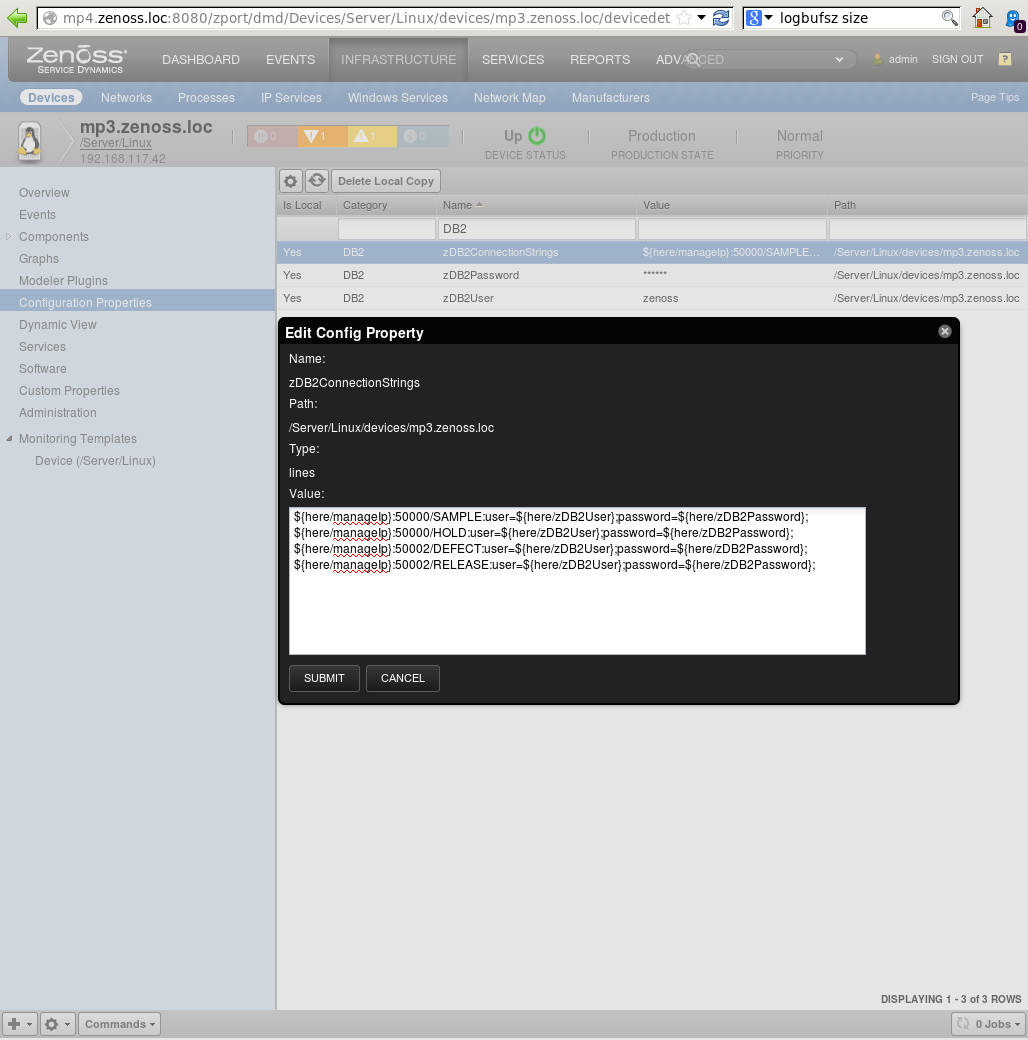 mp4.zenoss.loc:8080/zport/dmd/Devices/Server/Linux/devices/mp3.zenoss.loc/devicedet
logbufsz size
0
Zenoss
SERVICE DYNAMICS
DASHBOARD EVENTS INFRASTRUCTURE SERVICES REPORTS ADVANCED
admin SIGN OUT ?
Devices Networks Processes IP Services Windows Services Network Map Manufacturers Page Tips
mp3.zenoss.loc
/Server/Linux
192.168.117.42
0 1 1 0
Up
DEVICE STATUS
Production
PRODUCTION STATE
Normal
PRIORITY
Overview
Events
Components
Graphs
Modeler Plugins
Configuration Properties
Dynamic View
Services
Software
Custom Properties
Administration
Monitoring Templates
Device (/Server/Linux)
Delete Local Copy
Is Local Category Name Value Path
DB2
Yes DB2 zDB2ConnectionStrings ${here/manageIp}:50000/SAMPLE... /Server/Linux/devices/mp3.zenoss.loc
Yes DB2 zDB2Password ****** /Server/Linux/devices/mp3.zenoss.loc
Yes DB2 zDB2User zenoss /Server/Linux/devices/mp3.zenoss.loc
Edit Config Property
Name:
zDB2ConnectionStrings
Path:
/Server/Linux/devices/mp3.zenoss.loc
Type:
lines
Value:
${here/manageIp}:50000/SAMPLE:user=${here/zDB2User};password=${here/zDB2Password};
${here/manageIp}:50000/HOLD:user=${here/zDB2User};password=${here/zDB2Password};
${here/manageIp}:50002/DEFECT:user=${here/zDB2User};password=${here/zDB2Password};
${here/manageIp}:50002/RELEASE:user=${here/zDB2User};password=${here/zDB2Password};
SUBMIT CANCEL
DISPLAYING 1 - 3 of 3 ROWS
Commands
0 Jobs